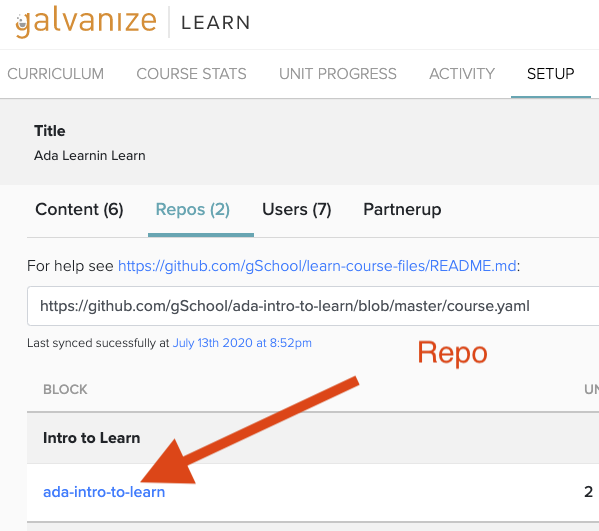 galvanize LEARN
CURRICULUM COURSE STATS UNIT PROGRESS ACTIVITY SETUP
Title
Ada Learnin Learn
Content (6) Repos (2) Users (7) Partnerup
For help see https://github.com/gSchool/learn-course-files/README.md:
https://github.com/gSchool/ada-intro-to-learn/blob/master/course.yaml
Last synced sucessfully at July 13th 2020 at 8:52pm
Repo
BLOCK UN
Intro to Learn
ada-intro-to-learn 2